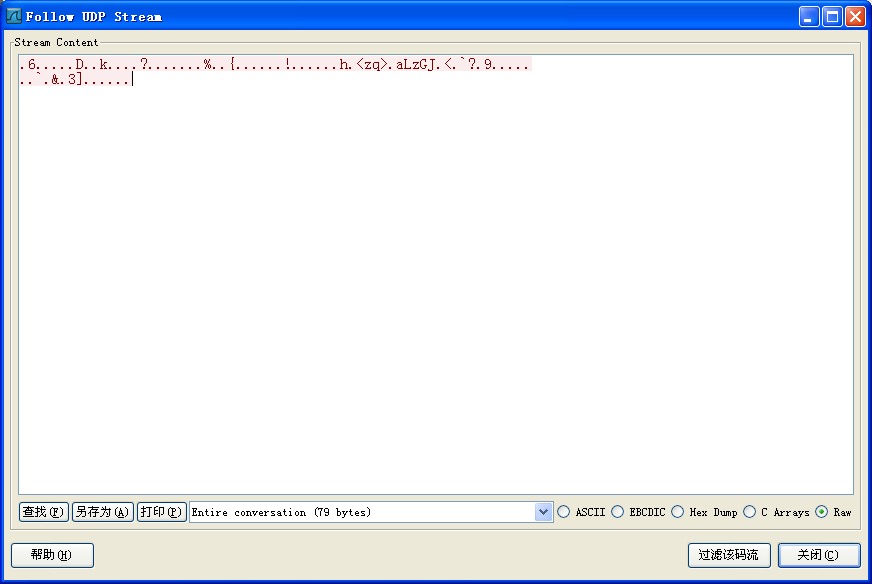 Follow UDP Stream
Stream Content
.6.....D..k....?.......%..{......!......h.<zq>.aLzGJ.<.`?.9.....
..`.&.3]......
查找(F) 另存为(A) 打印(P) Entire conversation (79 bytes) ASCII EBCDIC Hex Dump C Arrays Raw
帮助(H) 过滤该码流 关闭(C)